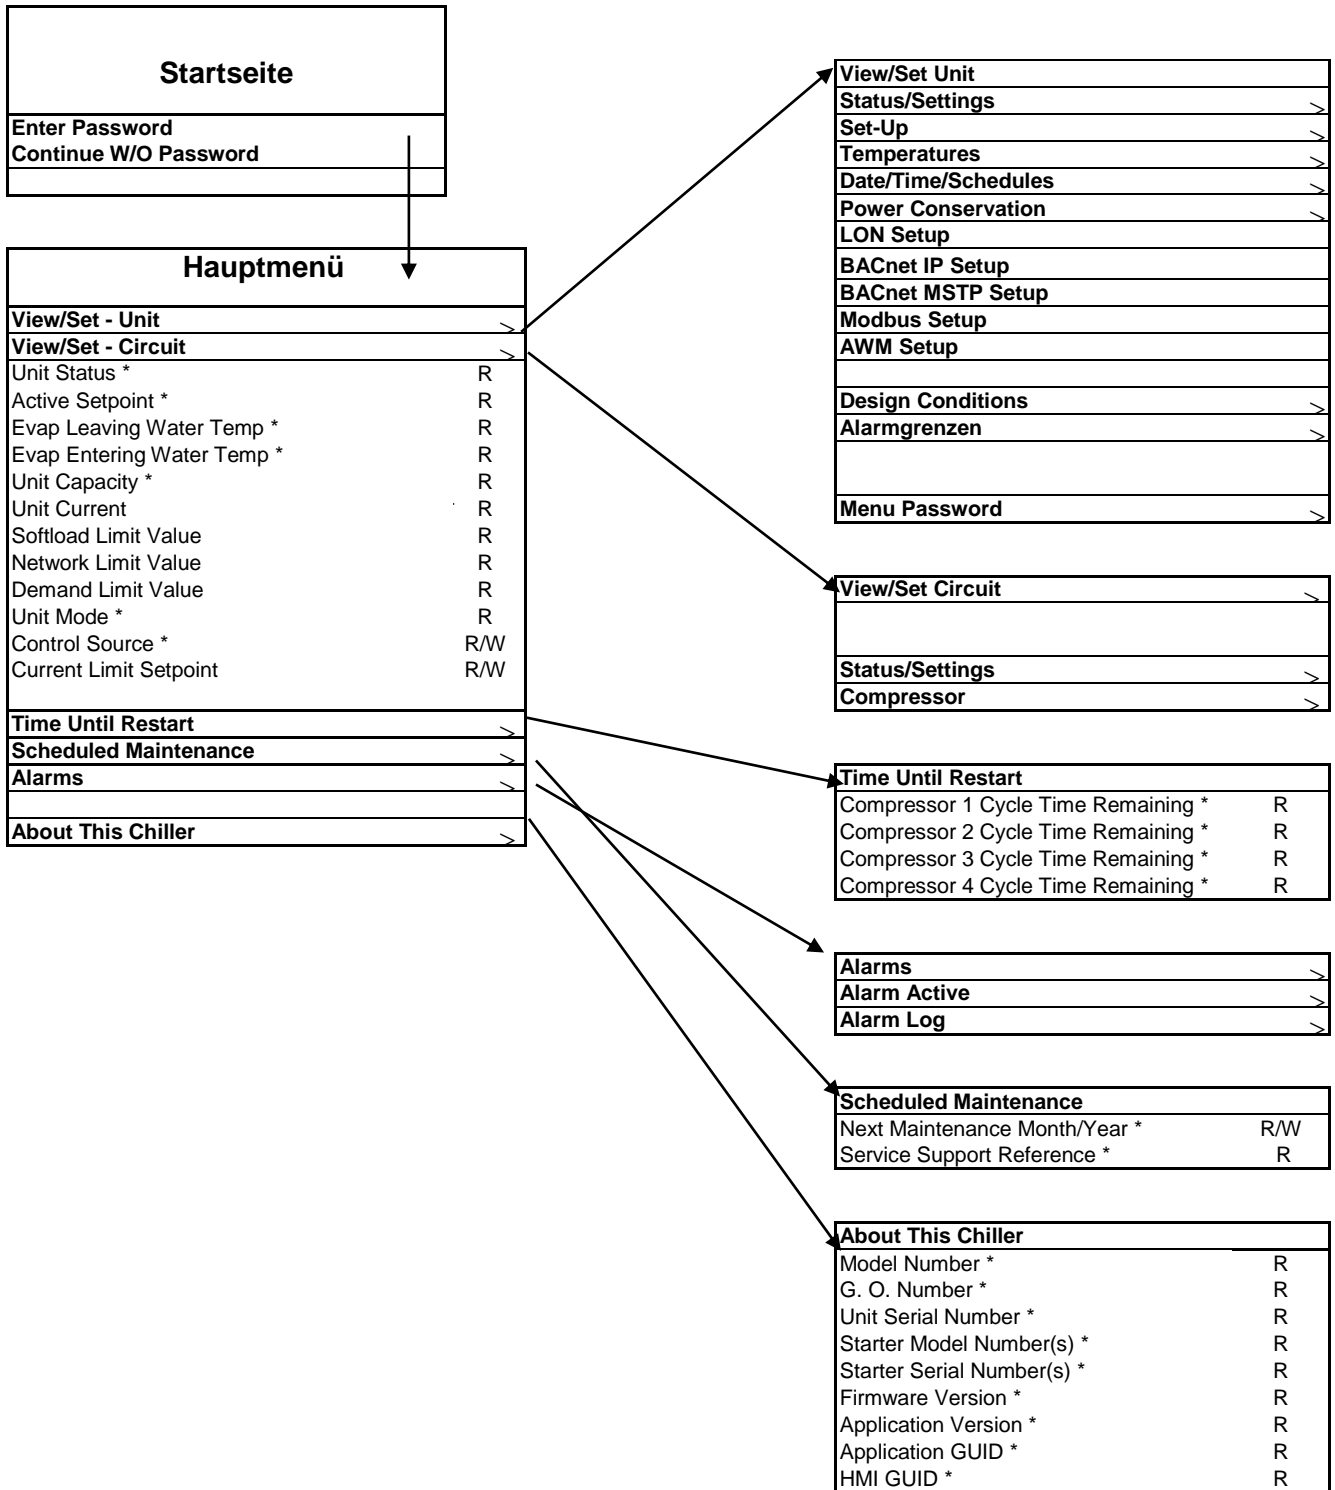 Startseite
Enter Password
Continue W/O Password
Hauptmenü
View/Set - Unit >
View/Set - Circuit >
Unit Status * R
Active Setpoint * R
Evap Leaving Water Temp * R
Evap Entering Water Temp * R
Unit Capacity * R
Unit Current R
Softload Limit Value R
Network Limit Value R
Demand Limit Value R
Unit Mode * R
Control Source * R/W
Current Limit Setpoint R/W
Time Until Restart >
Scheduled Maintenance >
Alarms >
About This Chiller >
View/Set Unit
Status/Settings >
Set-Up >
Temperatures >
Date/Time/Schedules >
Power Conservation >
LON Setup
BACnet IP Setup
BACnet MSTP Setup
Modbus Setup
AWM Setup
Design Conditions >
Alarmgrenzen >
Menu Password >
View/Set Circuit >
Status/Settings >
Compressor >
Time Until Restart
Compressor 1 Cycle Time Remaining * R
Compressor 2 Cycle Time Remaining * R
Compressor 3 Cycle Time Remaining * R
Compressor 4 Cycle Time Remaining * R
Alarms >
Alarm Active >
Alarm Log >
Scheduled Maintenance
Next Maintenance Month/Year * R/W
Service Support Reference * R
About This Chiller
Model Number * R
G. O. Number * R
Unit Serial Number * R
Starter Model Number(s) * R
Starter Serial Number(s) * R
Firmware Version * R
Application Version * R
Application GUID * R
HMI GUID * R